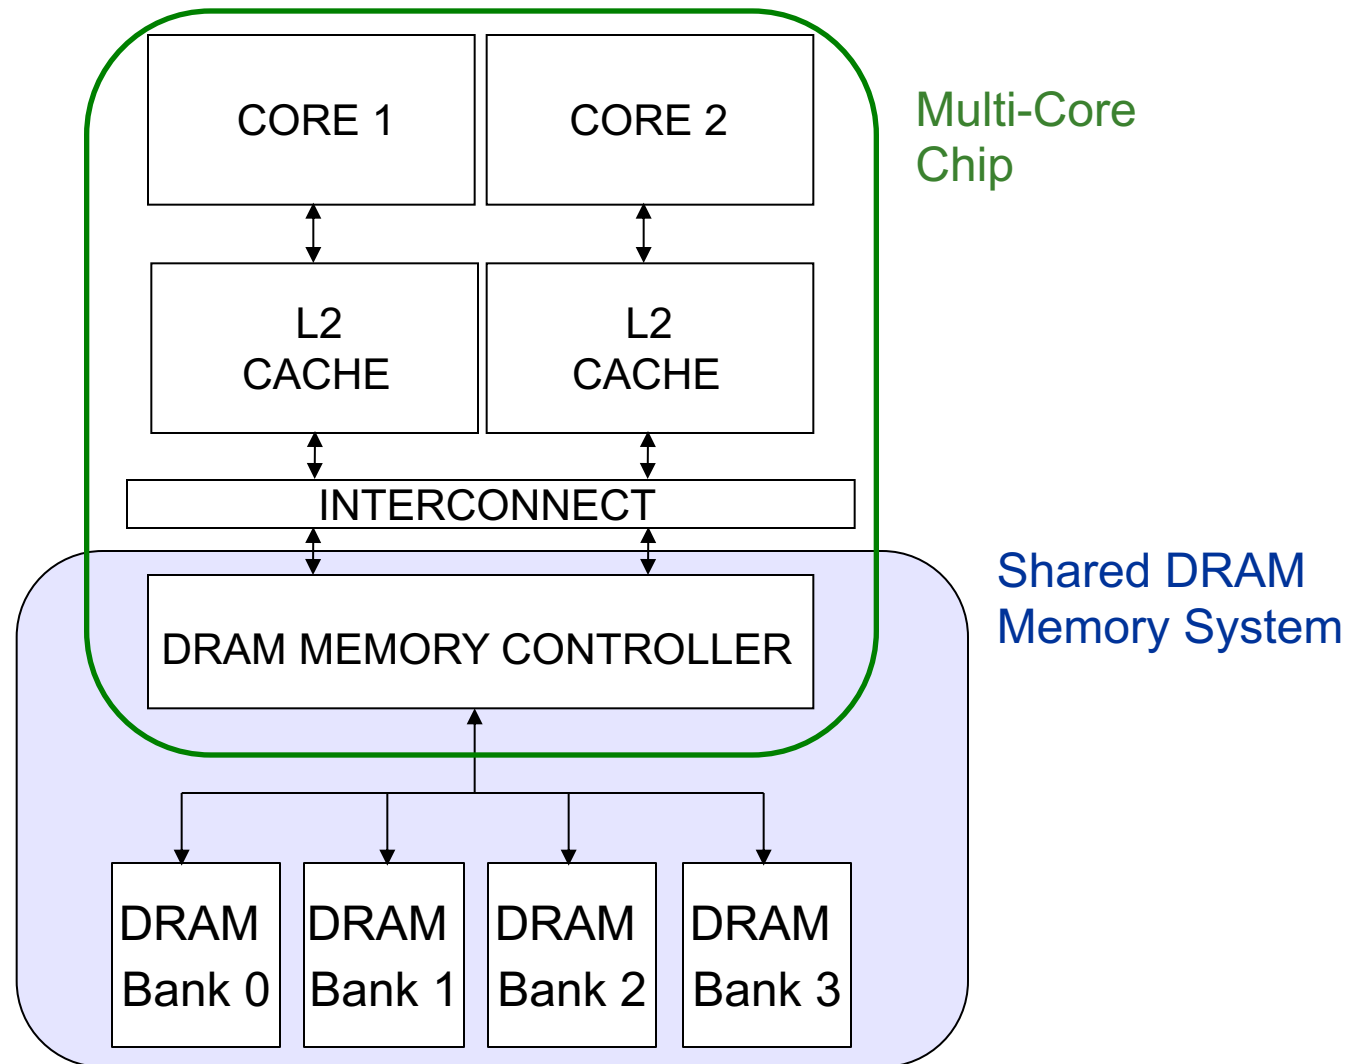 CORE 1
CORE 2
Multi-Core
Chip
L2
CACHE
L2
CACHE
INTERCONNECT
Shared DRAM
Memory System
DRAM MEMORY CONTROLLER
DRAM
Bank 0
DRAM
Bank 1
DRAM
Bank 2
DRAM
Bank 3